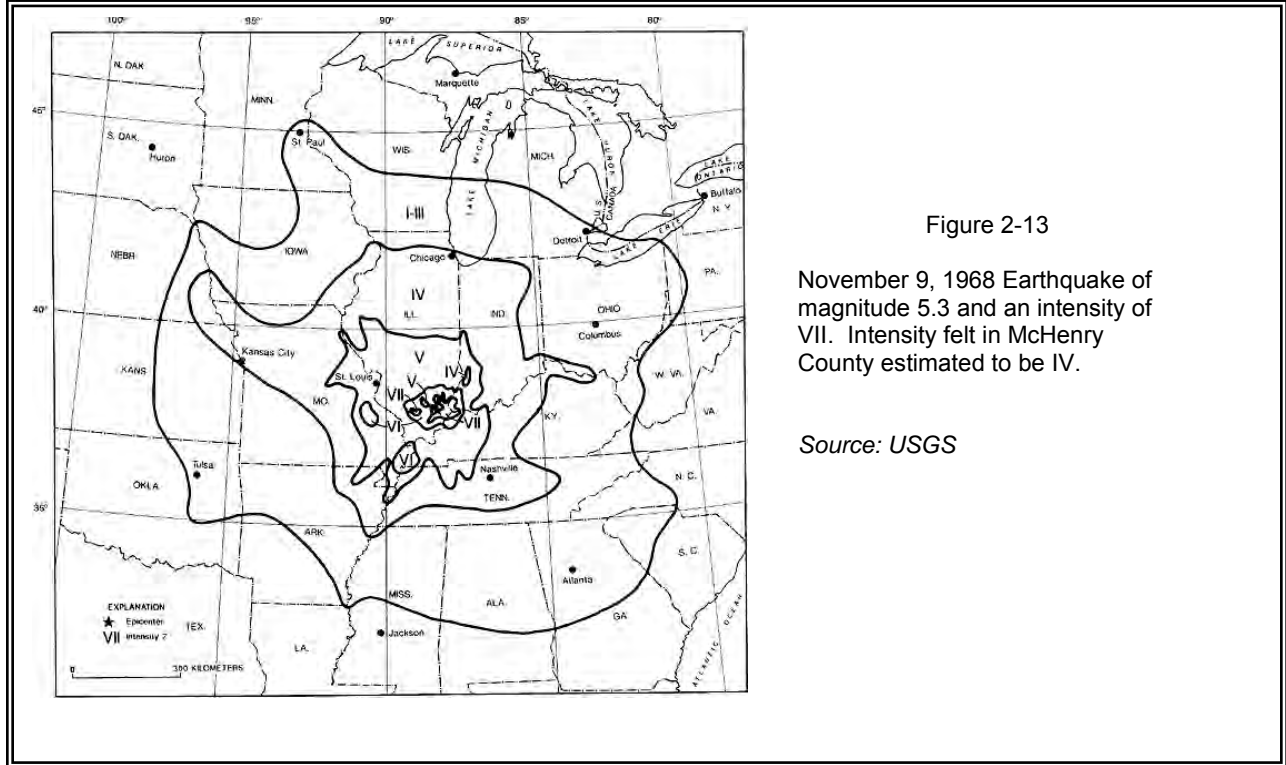 100°
95°
90°
85°
80°
LAKE SUPERIOR
N. DAK
Marquette
MINN.
45°
S. DAK.
Huron
St. Paul
WIS.
LAKE MICHIGAN
MICH.
LAKE HURON
U.S.
CANADA
LAKE ONTARIO
Buffalo
N.Y.
I-III
Detroit
LAKE ERIE
NEBR.
IOWA
Chicago
PA.
IV
40°
ILL.
IND.
OHIO
Columbus
Kansas City
V
W. VA.
KANS
St. Louis
V
IV
VII
VA.
MO.
KY.
VI
VII
VI
Tulsa
Nashville
N. C.
OKLA.
TENN.
35°
ARK.
S. C.
Atlanta
MISS.
ALA.
GA
EXPLANATION
Epicenter
TEX.
VII Intensity 7
Jackson
LA.
ATLANTIC OCEAN
0 300 KILOMETERS
Figure 2-13
November 9, 1968 Earthquake of
magnitude 5.3 and an intensity of
VII. Intensity felt in McHenry
County estimated to be IV.
Source: USGS